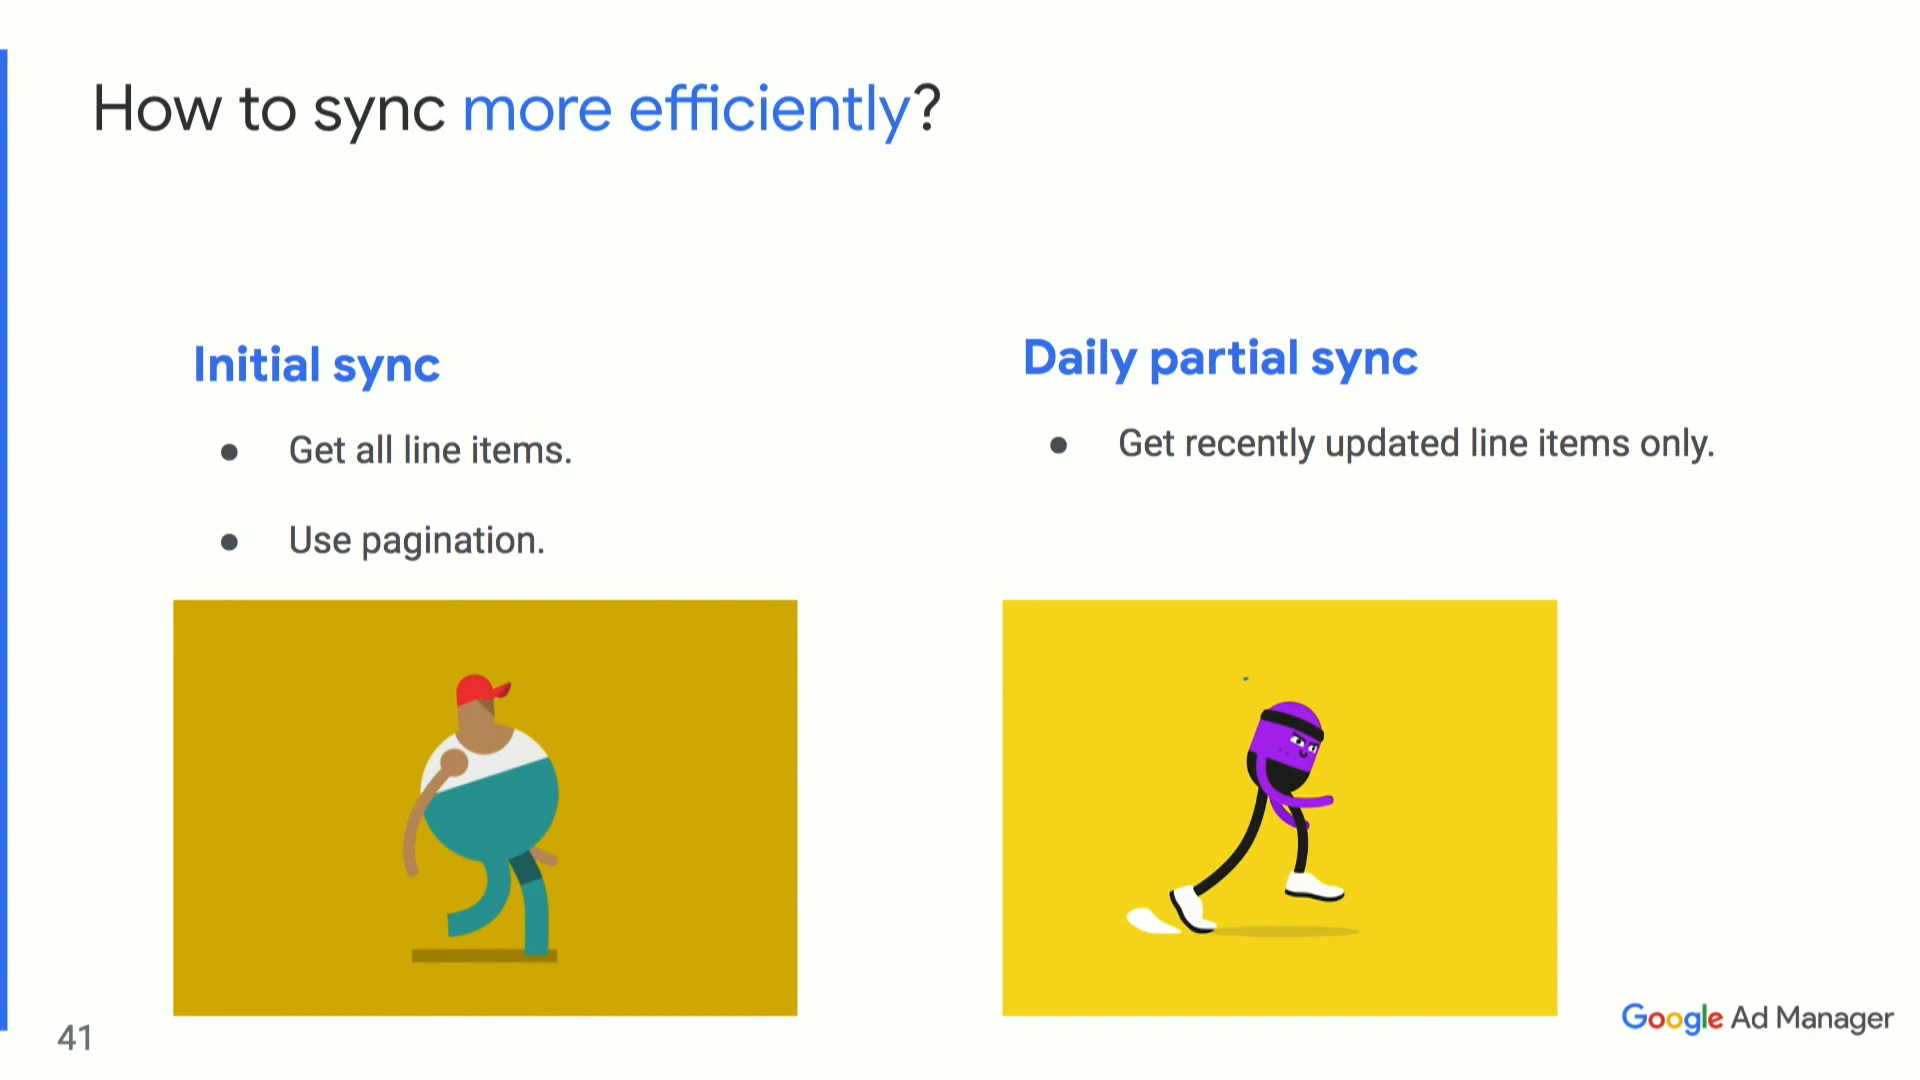 How to sync more efficiently?
Initial sync
● Get all line items.
● Use pagination.
Daily partial sync
● Get recently updated line items only.
41
Google Ad Manager